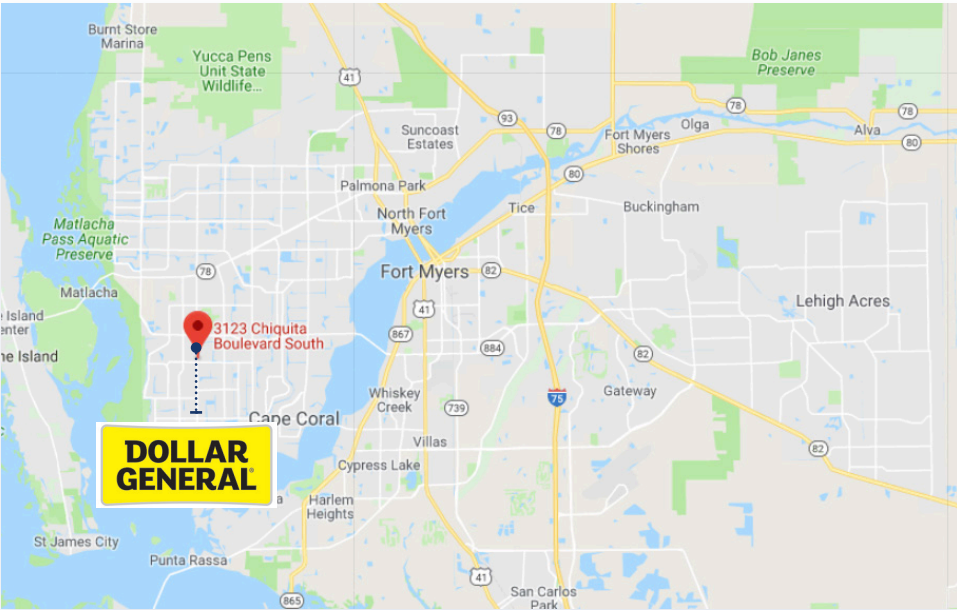 Burnt Store
Marina
Yucca Pens
Unit State
Wildlife...
41
Bob Janes
Preserve
93
78
78
78
Suncoast
Estates
Fort Myers
Shores
Olga
Alva
80
80
Palmona Park
North Fort
Myers
Tice
Buckingham
Matlacha
Pass Aquatic
Preserve
78
Fort Myers
82
Matlacha
Lehigh Acres
41
e Island
enter
3123 Chiquita
Boulevard South
867
884
82
ne Island
Whiskey
Creek
739
75
Gateway
Cape Coral
Villas
82
DOLLAR
GENERAL®
Cypress Lake
a
Harlem
Heights
St James City
Punta Rassa
41
San Carlos
Park
865